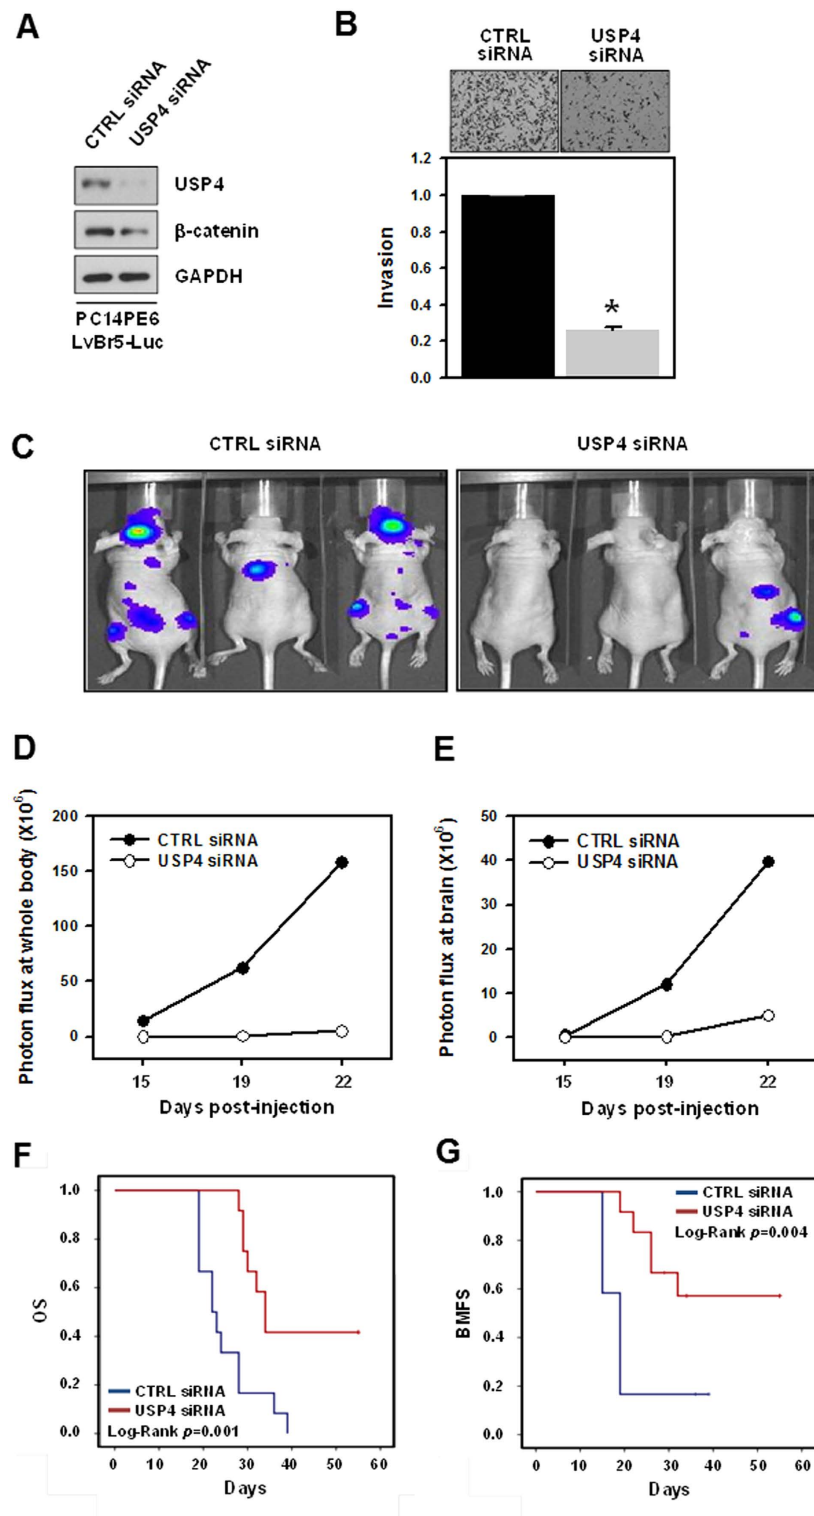 A
CTRL siRNA
USP4 siRNA
USP4
β-catenin
GAPDH
PC14PE6
LvBr5-Luc
B
CTRL
siRNA
USP4
siRNA
1.2
1.0
0.8
0.6
0.4
0.2
0.0
Invasion
*
C
CTRL siRNA
USP4 siRNA
D
Photon flux at whole body (X10⁶)
200
150
100
50
0
CTRL siRNA
USP4 siRNA
15 19 22
Days post-injection
E
Photon flux at brain (X10⁶)
50
40
30
20
10
0
CTRL siRNA
USP4 siRNA
15 19 22
Days post-injection
F
OS
1.0
0.8
0.6
0.4
0.2
0.0
CTRL siRNA
USP4 siRNA
Log-Rank p=0.001
0 10 20 30 40 50 60
Days
G
BMFS
1.0
0.8
0.6
0.4
0.2
0.0
CTRL siRNA
USP4 siRNA
Log-Rank p=0.004
0 10 20 30 40 50 60
Days